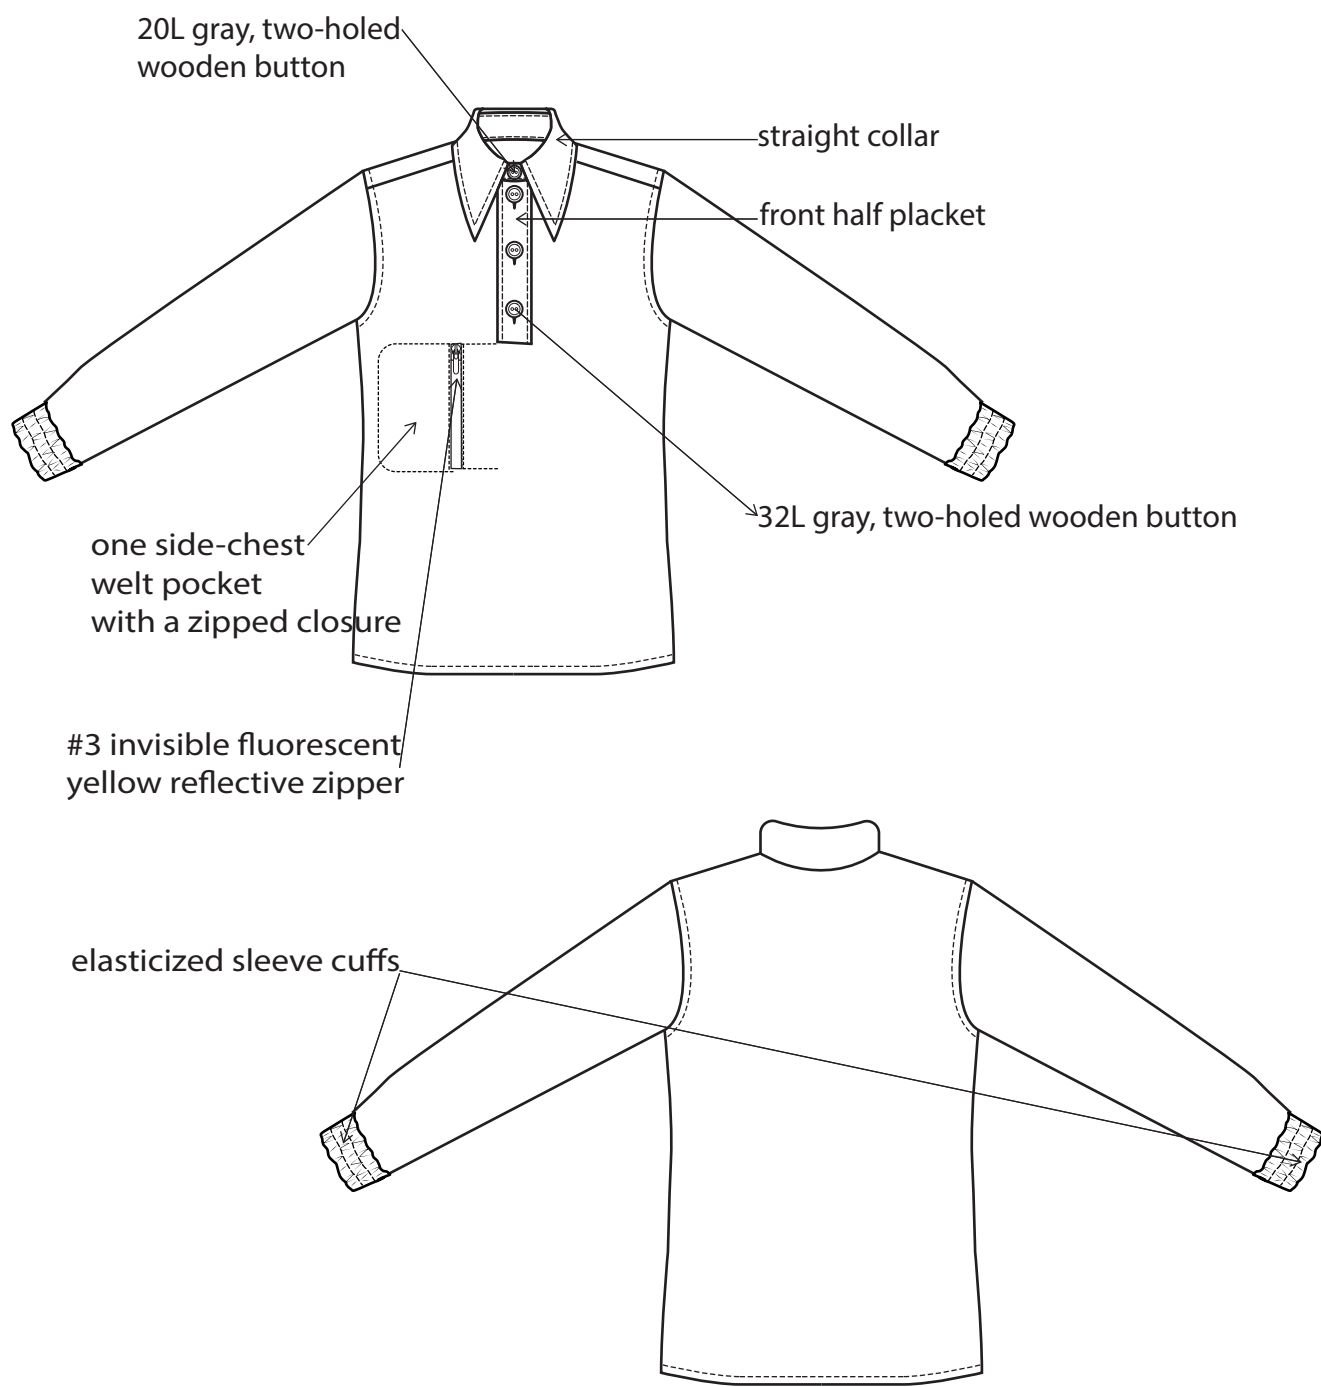 20L gray, two-holed
wooden button
straight collar
front half placket
32L gray, two-holed wooden button
one side-chest
welt pocket
with a zipped closure
#3 invisible fluorescent
yellow reflective zipper
elasticized sleeve cuffs